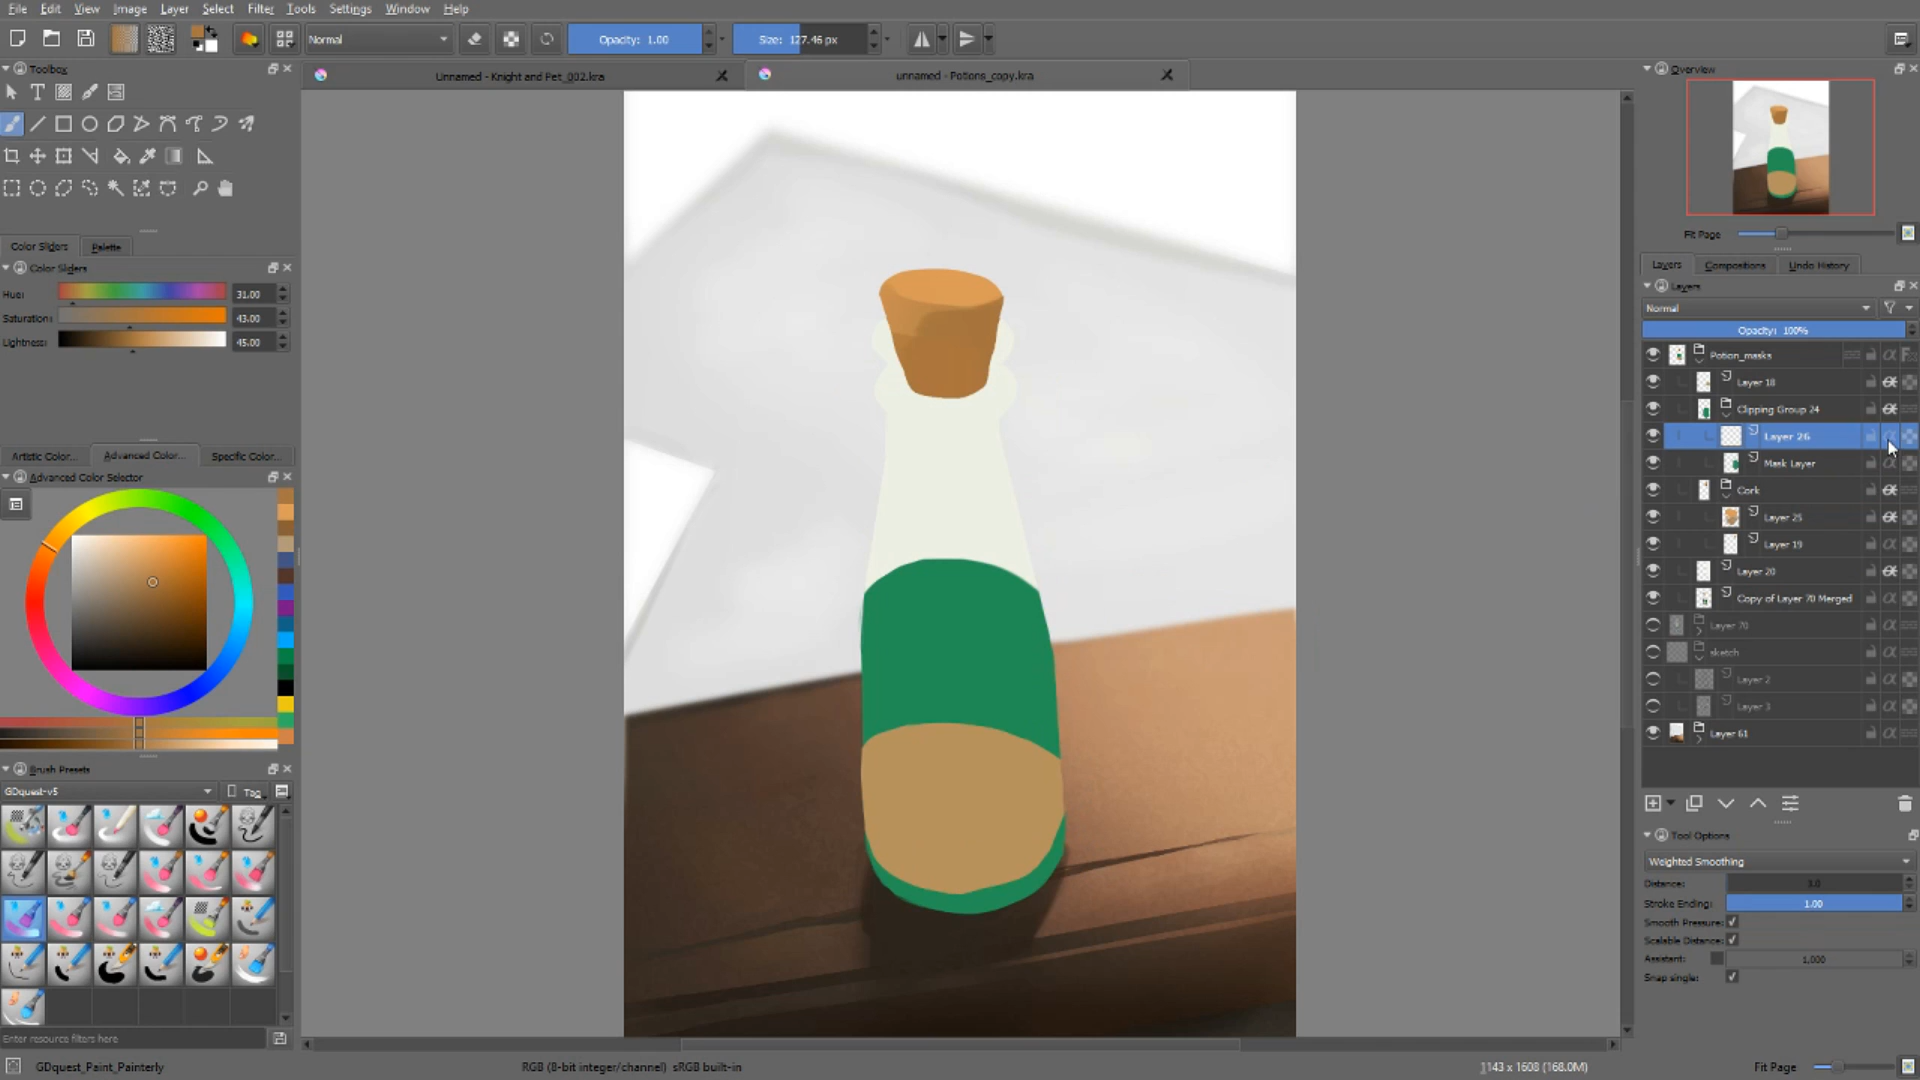 File Edit View Image Layer Select Filter Tools Settings Window Help
Normal Opacity: 1.00 Size: 127.46 px
Toolbox
Unnamed - Knight and Pet_002.kra
unnamed - Potions_copy.kra
Overview
Fit Page
Color Sliders Palette
Color Sliders
Hue: 31.00
Saturation: 43.00
Lightness: 45.00
Artistic Color... Advanced Color... Specific Color...
Advanced Color Selector
Brush Presets
GDquest-v5 Tag
Enter resource filters here
Layers Compositions Undo History
Layers
Normal
Opacity: 100%
Potion_masks
Layer 18
Clipping Group 24
Layer 26
Mask Layer
Cork
Layer 25
Layer 19
Layer 20
Copy of Layer 70 Merged
Layer 70
sketch
Layer 2
Layer 3
Layer 61
Tool Options
Weighted Smoothing
Distance: 3.0
Stroke Ending: 1.00
Smooth Pressure:
Scalable Distance:
Assistant: 1,000
Snap single:
GDquest_Paint_Painterly
RGB (8-bit integer/channel) sRGB built-in
1143 x 1608 (168.0M)
Fit Page